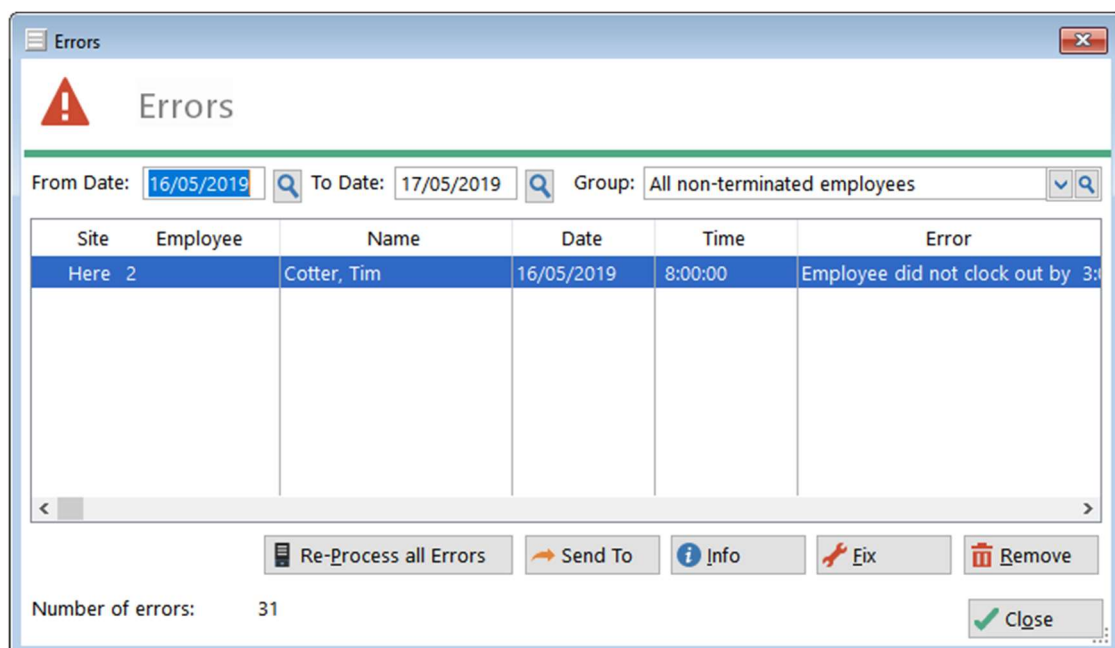 Errors
Errors
From Date: 16/05/2019 To Date: 17/05/2019 Group: All non-terminated employees
Site Employee Name Date Time Error
Here 2 Cotter, Tim 16/05/2019 8:00:00 Employee did not clock out by
Re-Process all Errors Send To Info Fix Remove
Number of errors: 31
Close